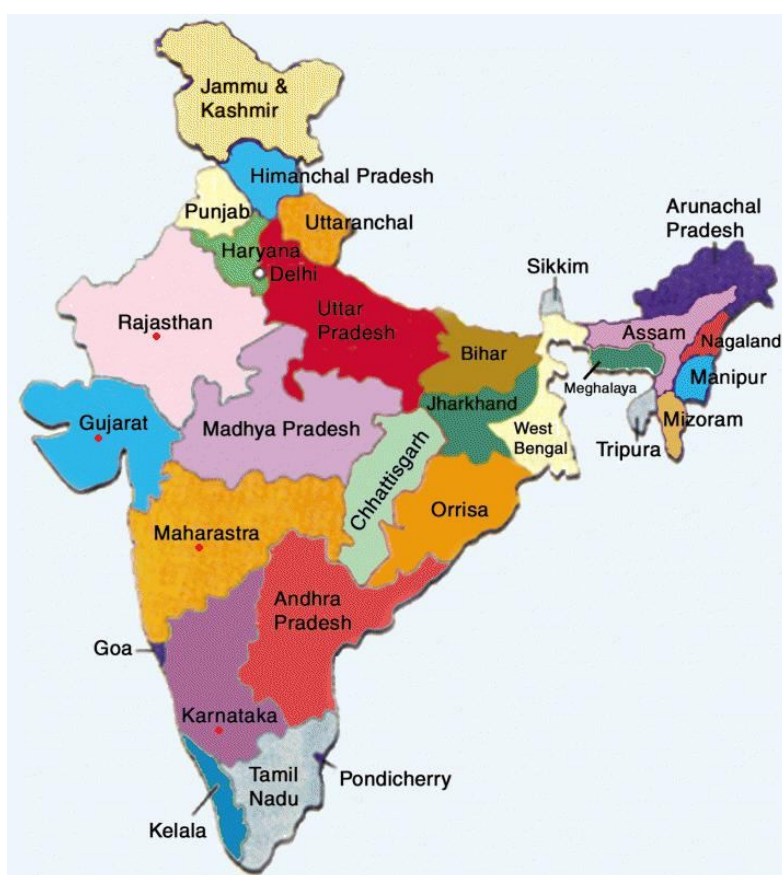 Jammu &
Kashmir
Himanchal Pradesh
Punjab
Uttaranchal
Haryana
Delhi
Arunachal
Pradesh
Sikkim
Rajasthan
Uttar
Pradesh
Bihar
Assam
Nagaland
Meghalaya
Manipur
Gujarat
Madhya Pradesh
Jharkhand
West
Bengal
Tripura
Mizoram
Chhattisgarh
Orrisa
Maharastra
Andhra
Pradesh
Goa
Karnataka
Tamil
Nadu
Pondicherry
Kelala